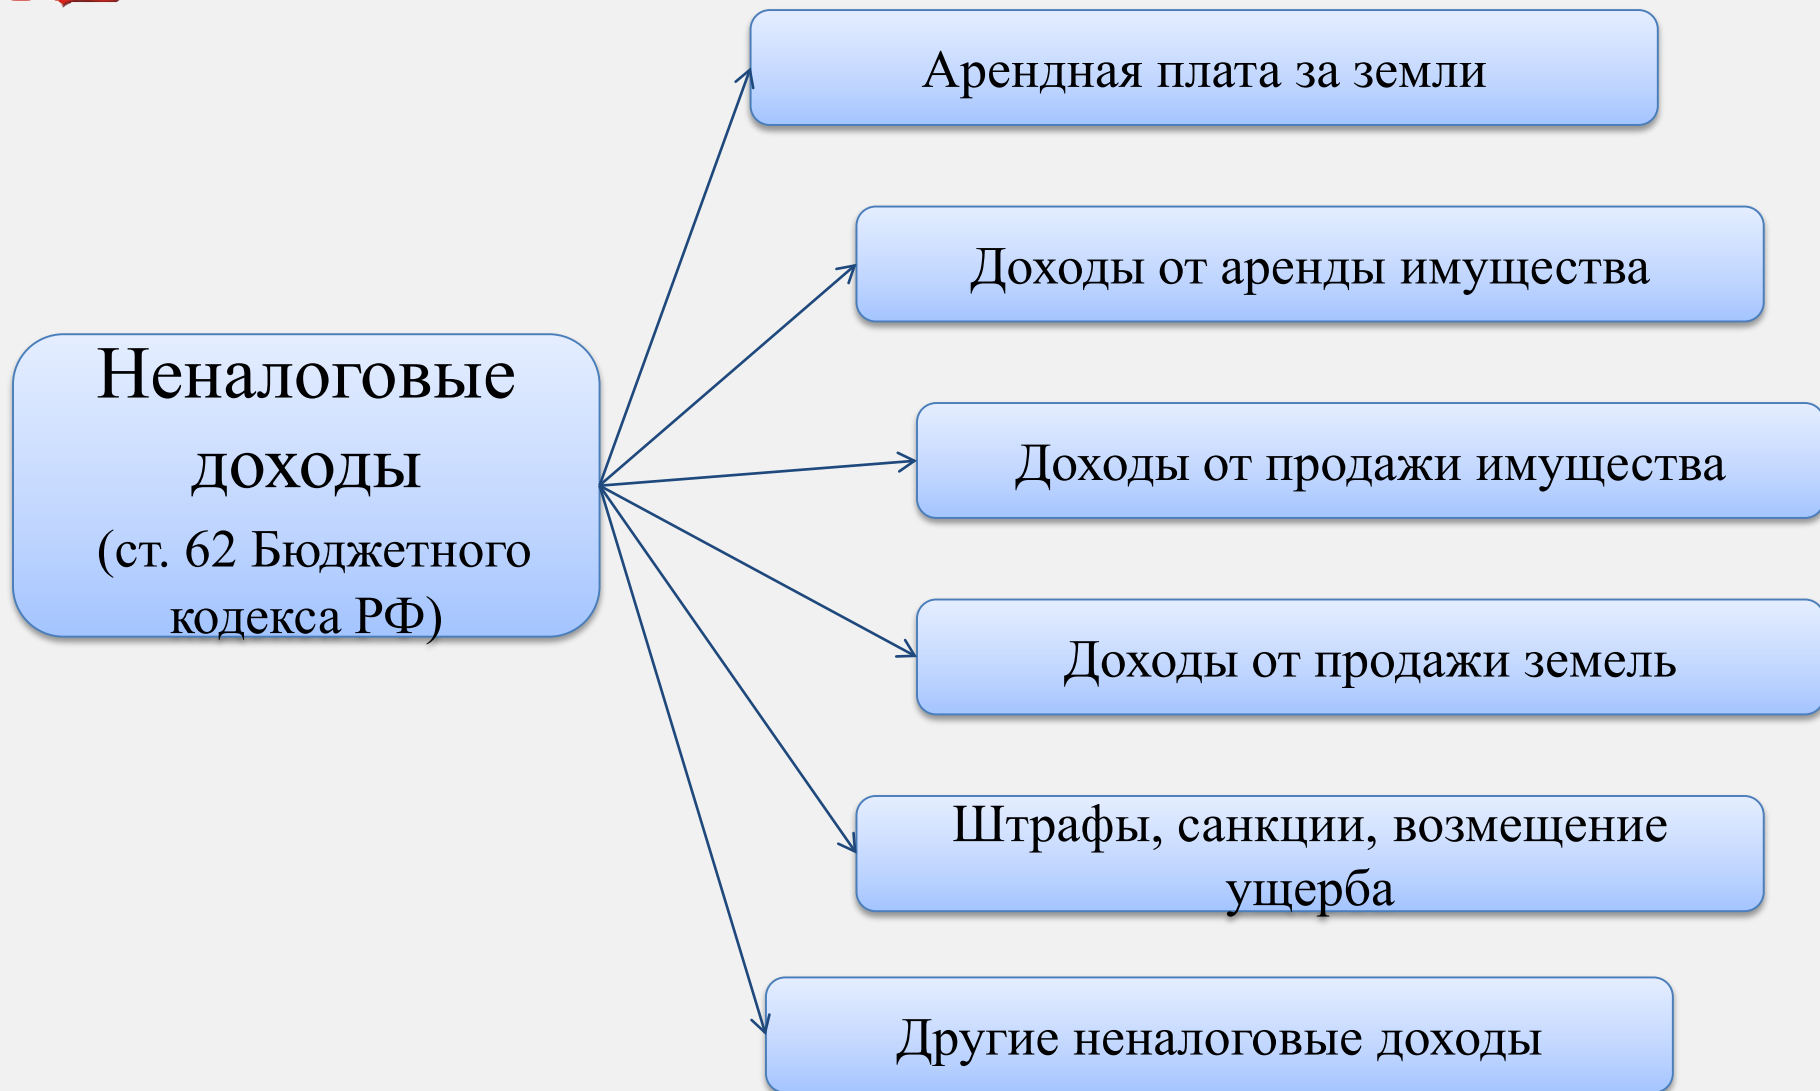 Арендная плата за земли
Доходы от аренды имущества
Неналоговые
доходы
(ст. 62 Бюджетного
кодекса РФ)
Доходы от продажи имущества
Доходы от продажи земель
Штрафы, санкции, возмещение
ущерба
Другие неналоговые доходы